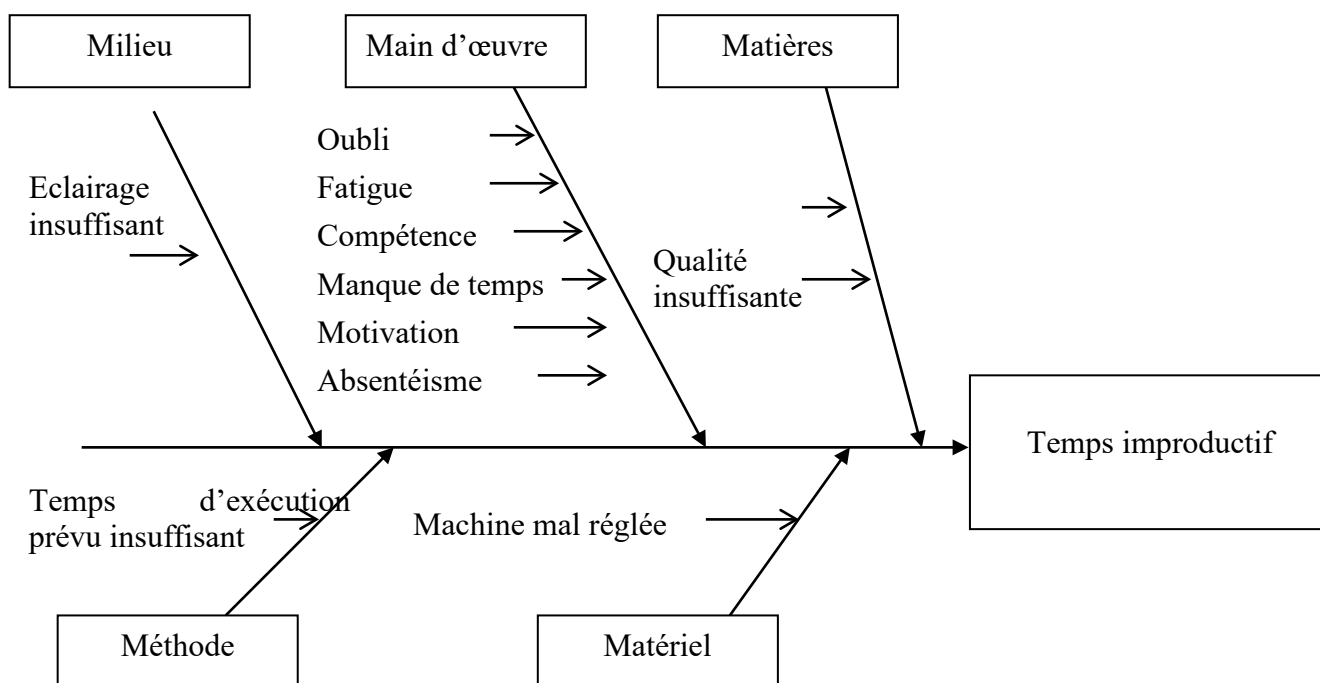 Milieu
Main d’œuvre
Matières
Oubli
Fatigue
Compétence
Manque de temps
Motivation
Absentéisme
Eclairage
insuffisant
Qualité
insuffisante
Temps improductif
Temps d’exécution
prévu insuffisant
Machine mal réglée
Méthode
Matériel